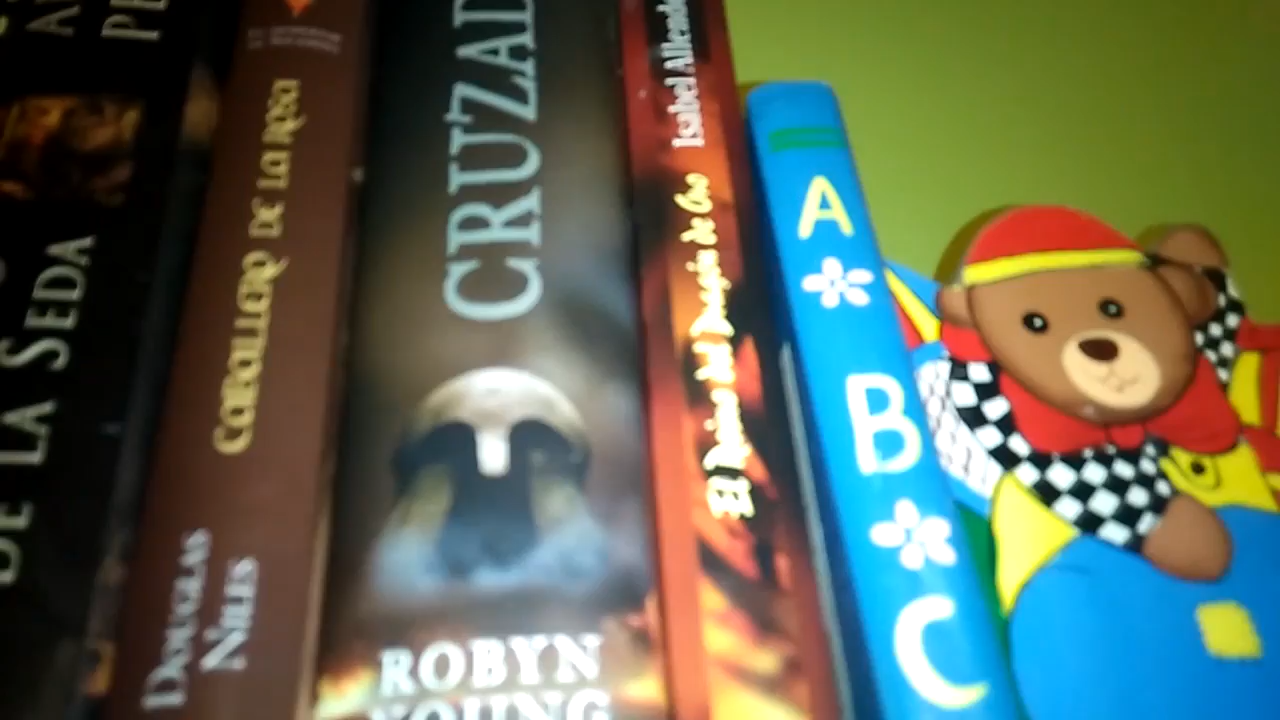 DE LA SEDA
CABALLERO DE LA ROSA
DOUGLAS
NILES
CRUZAD
ROBYN
YOUNG
El Reino del Dragón de Oro Isabel Allende
A
B
C